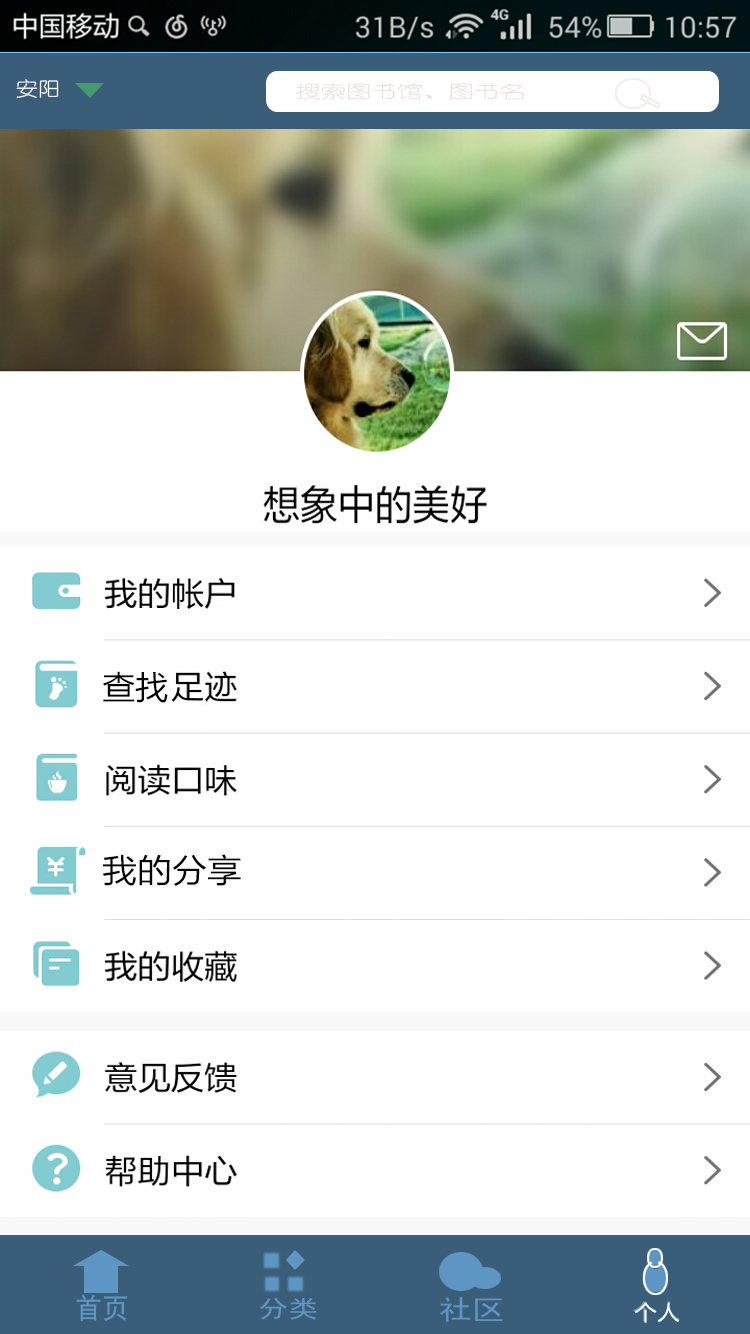 中国移动 31B/s 4G 54% 10:57
安阳 搜索图书馆、图书名
想象中的美好
我的帐户
查找足迹
阅读口味
¥ 我的分享
我的收藏
意见反馈
? 帮助中心
首页 分类 社区 个人